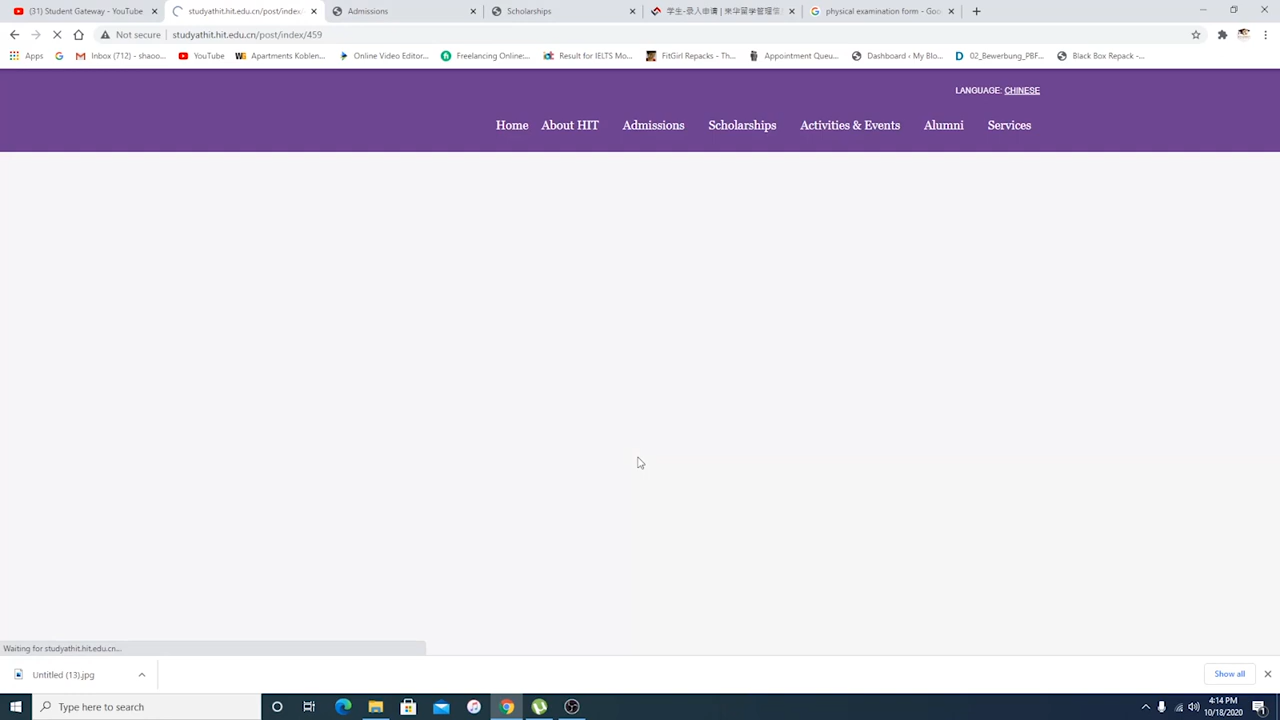 (31) Student Gateway - YouTube
studyathit.hit.edu.cn/post/index
Admissions
Scholarships
学生-录入申请 | 来华留学管理信
physical examination form - Goo
Not secure
studyathit.hit.edu.cn/post/index/459
Apps
Inbox (712) - shaoo...
YouTube
Apartments Koblen...
Online Video Editor...
Freelancing Online:...
Result for IELTS Mo...
FitGirl Repacks - Th...
Appointment Queu...
Dashboard ‹ My Blo...
02_Bewerbung_PBF...
Black Box Repack -...
LANGUAGE: CHINESE
Home About HIT Admissions Scholarships Activities & Events Alumni Services
Waiting for studyathit.hit.edu.cn...
Untitled (13).jpg
Show all
Type here to search
4:14 PM
10/18/2020